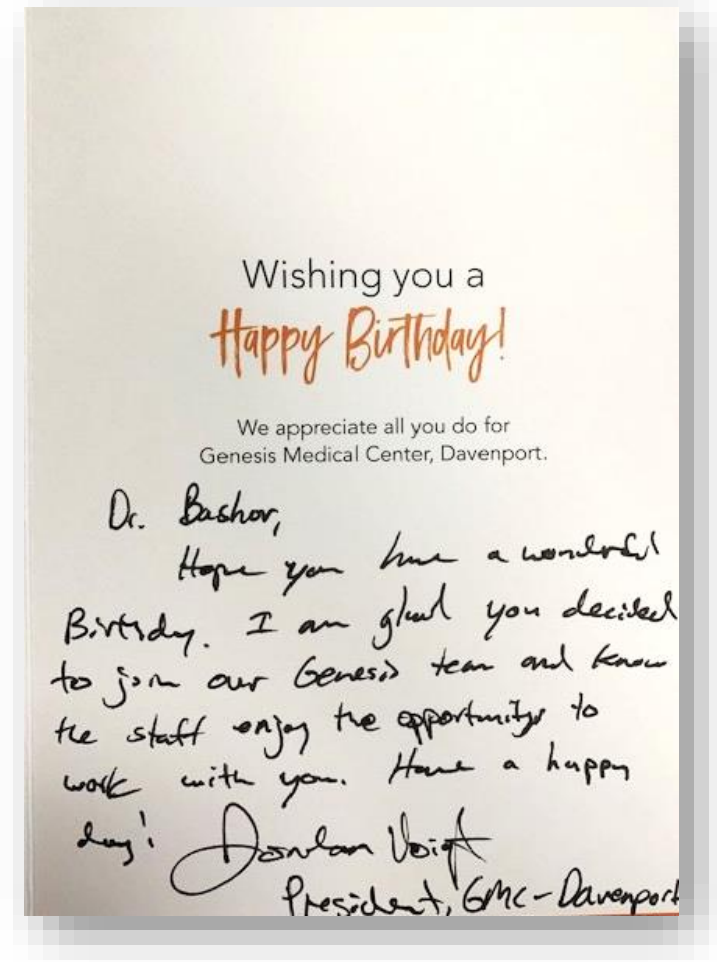 Wishing you a
Happy Birthday!
We appreciate all you do for
Genesis Medical Center, Davenport.
Dr. Bashor,
Hope you have a wonderful
Birthday. I am glad you decided
to join our Genesis team and know
the staff enjoy the opportunity to
work with you. Have a happy
day! Voigt
President, GMC-Davenport